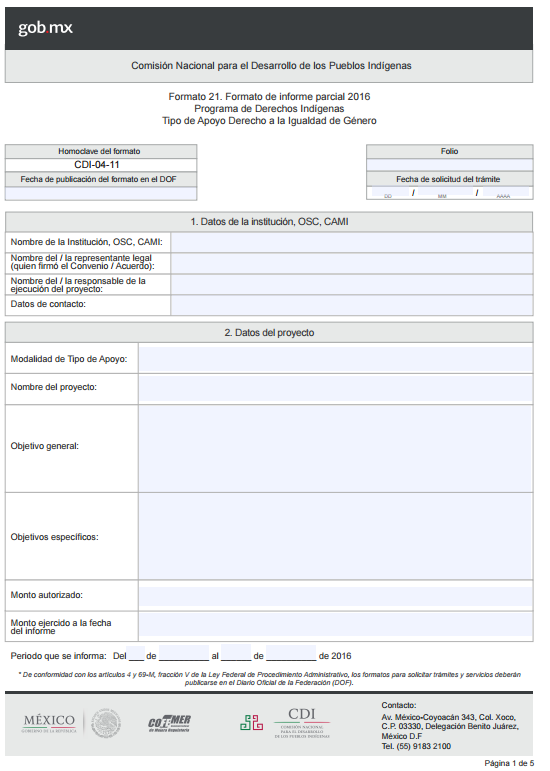 gob mx
Comisión Nacional para el Desarrollo de los Pueblos Indígenas
Formato 21. Formato de informe parcial 2016
Programa de Derechos Indígenas
Tipo de Apoyo Derecho a la Igualdad de Género
Homoclave del formato
CDI-04-11
Fecha de publicación del formato en el DOF
Folio
Fecha de solicitud del trámite
/ /
DD MM AAAA
1. Datos de la institución, OSC, CAMI
Nombre de la Institución, OSC, CAMI:
Nombre del / la representante legal
(quien firmó el Convenio / Acuerdo):
Nombre del / la responsable de la
ejecución del proyecto:
Datos de contacto:
2. Datos del proyecto
Modalidad de Tipo de Apoyo:
Nombre del proyecto:
Objetivo general:
Objetivos específicos:
Monto autorizado:
Monto ejercido a la fecha
del informe
Periodo que se informa: Del ___ de __________ al ______ de __________ de 2016
* De conformidad con los artículos 4 y 69-M, fracción V de la Ley Federal de Procedimiento Administrativo, los formatos para solicitar trámites y servicios deberán
publicarse en el Diario Oficial de la Federación (DOF).
MÉXICO
GOBIERNO DE LA REPÚBLICA
COFEMER
de Mejora Regulatoria
CDI
COMISIÓN NACIONAL
PARA EL DESARROLLO
DE LOS PUEBLOS INDÍGENAS
Contacto:
Av. México-Coyoacán 343, Col. Xoco,
C.P. 03330, Delegación Benito Juárez,
México D.F
Tel. (55) 9183 2100
Página 1 de 5